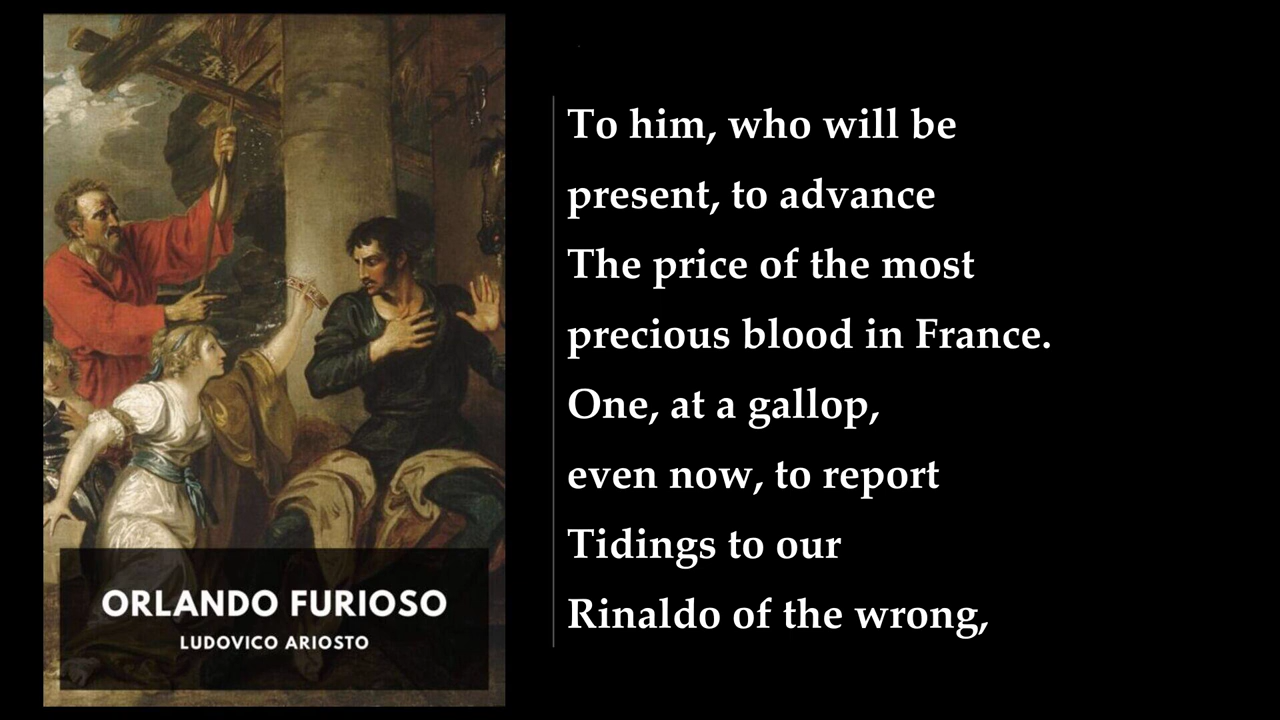 ORLANDO FURIOSO
LUDOVICO ARIOSTO
To him, who will be
present, to advance
The price of the most
precious blood in France.
One, at a gallop,
even now, to report
Tidings to our
Rinaldo of the wrong,